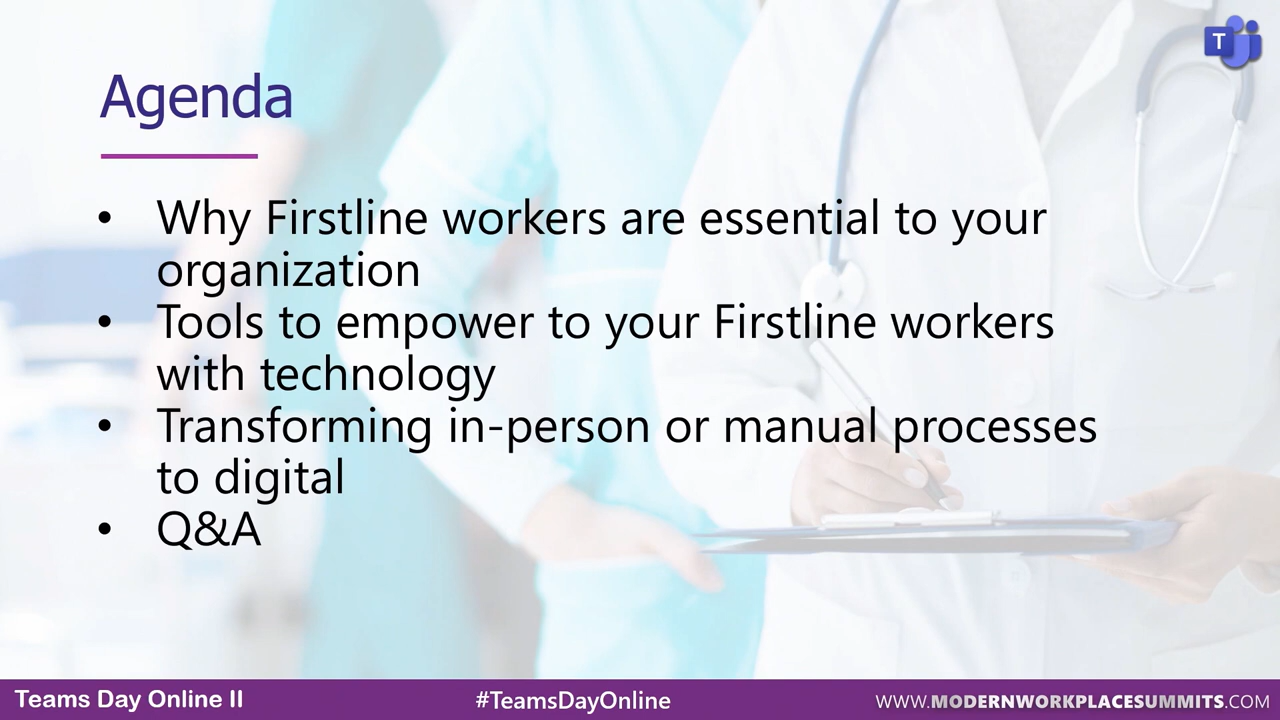 T
Agenda
• Why Firstline workers are essential to your
organization
• Tools to empower to your Firstline workers
with technology
• Transforming in-person or manual processes
to digital
• Q&A
Teams Day Online II
#TeamsDayOnline
WWW.MODERNWORKPLACESUMMITS.COM